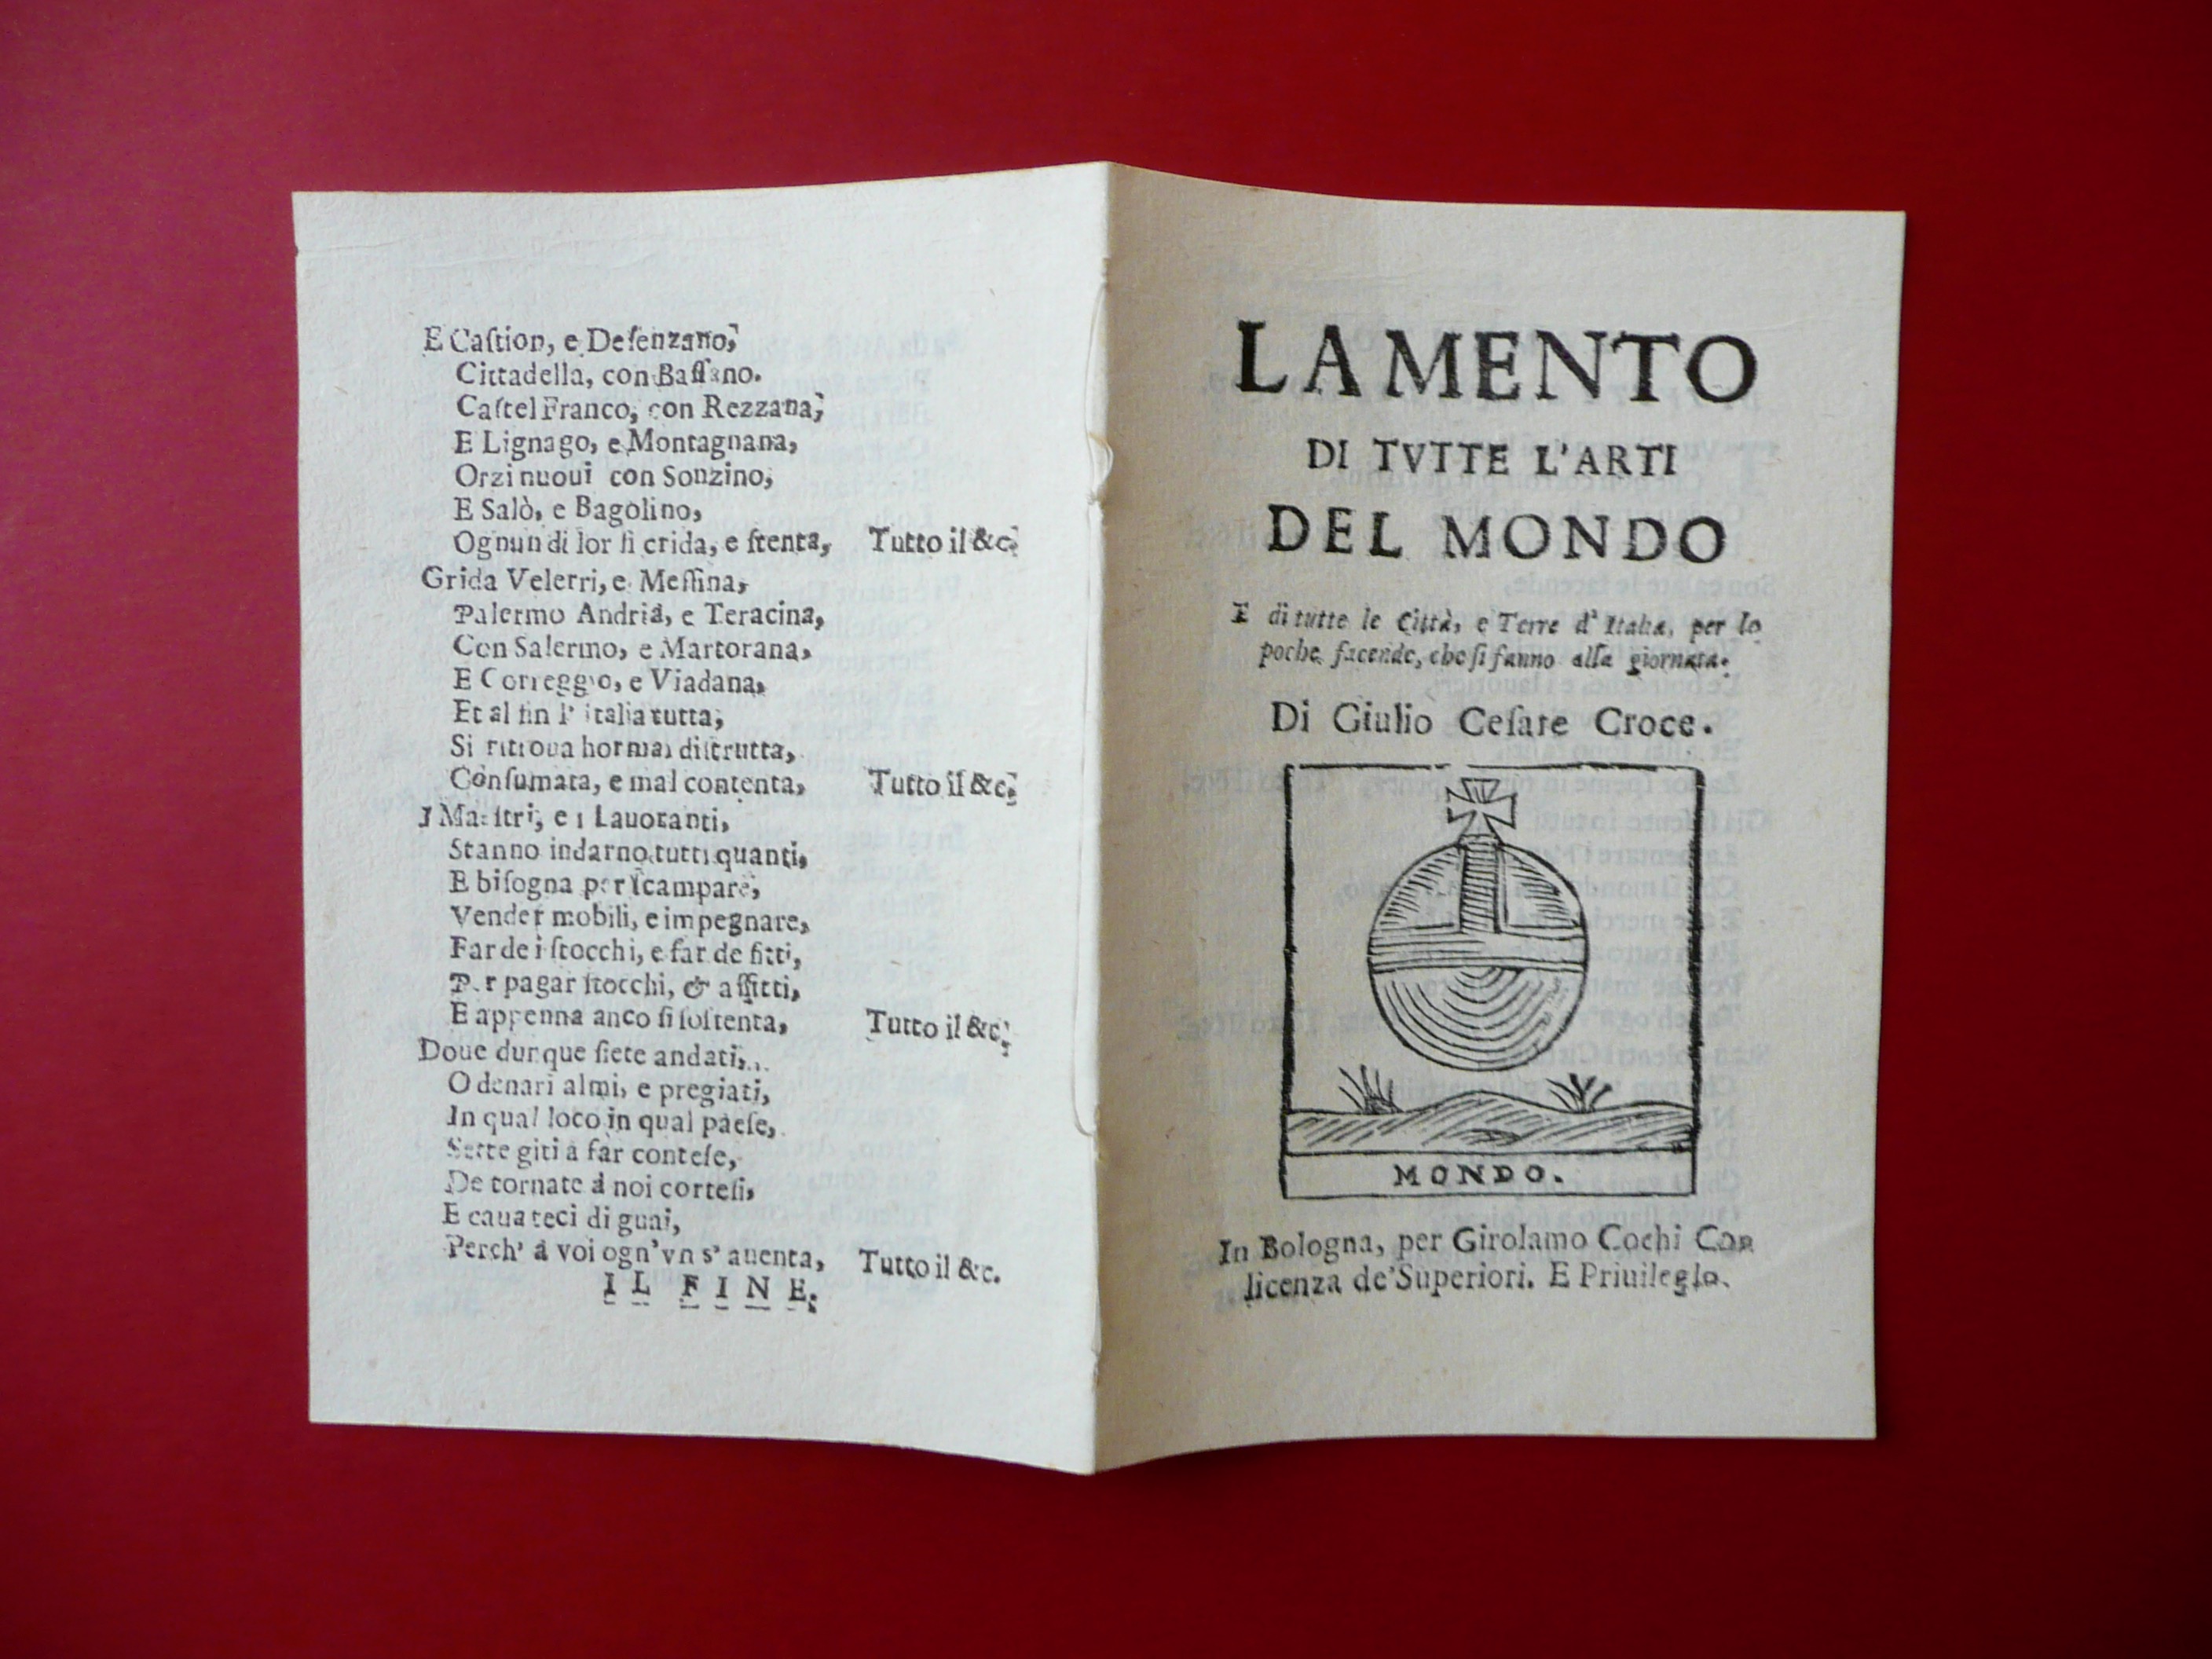 E Caſtion, e Deſenzano,
Cittadella, con Baſſano.
Caſtel Franco, con Rezzana,
E Lignago, e Montagnana,
Orzinuoui con Sonzino,
E Salò, e Bagolino,
Ognun di lor ſi crida, e ſtenta, Tutto il &c.
Grida Veletri, e Meſſina,
Palermo Andria, e Teracina,
Con Salermo, e Martorana,
E Correggio, e Viadana,
Et al fin l' Italia tutta,
Si ritroua hormai diſtrutta,
Conſumata, e mal contenta, Tutto il &c.
I Maſtri, e i Lauoranti,
Stanno indarno tutti quanti,
E biſogna per ſcampare,
Vender mobili, e impegnare,
Far de i ſtocchi, e far de fitti,
Per pagar ſtocchi, & affitti,
E appenna anco ſi ſoſtenta, Tutto il &c.
Doue dunque ſiete andati,
O denari almi, e pregiati,
In qual loco in qual paeſe,
Sette giti à far conteſe,
De tornate à noi corteſi,
E cauateci di guai,
Perch' à voi ogn'vn s'auenta, Tutto il &c.
IL FINE.
LAMENTO
DI TVTTE L'ARTI
DEL MONDO
E di tutte le Città, e Terre d'Italia, per lo
poche facende, che ſi fanno alla giornata.
Di Giulio Ceſare Croce.
MONDO.
In Bologna, per Girolamo Cochi Con
licenza de'Superiori. E Priuilegio.